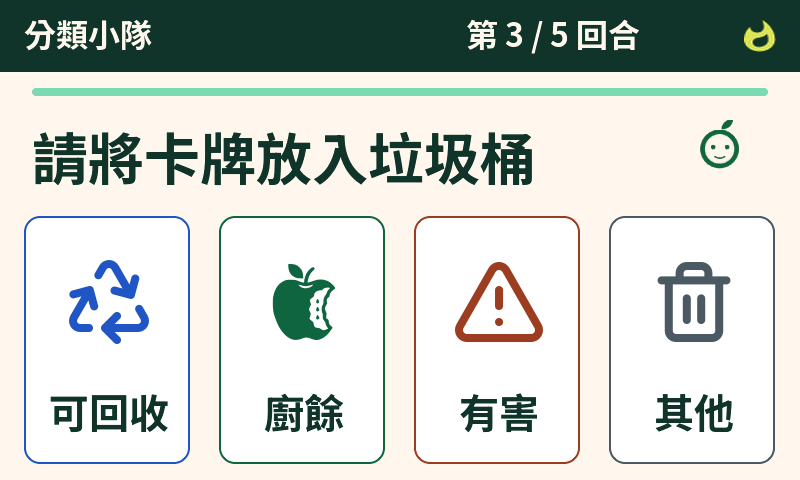 分類小隊
第 3 / 5 回合
請將卡牌放入垃圾桶
可回收
廚餘
有害
其他